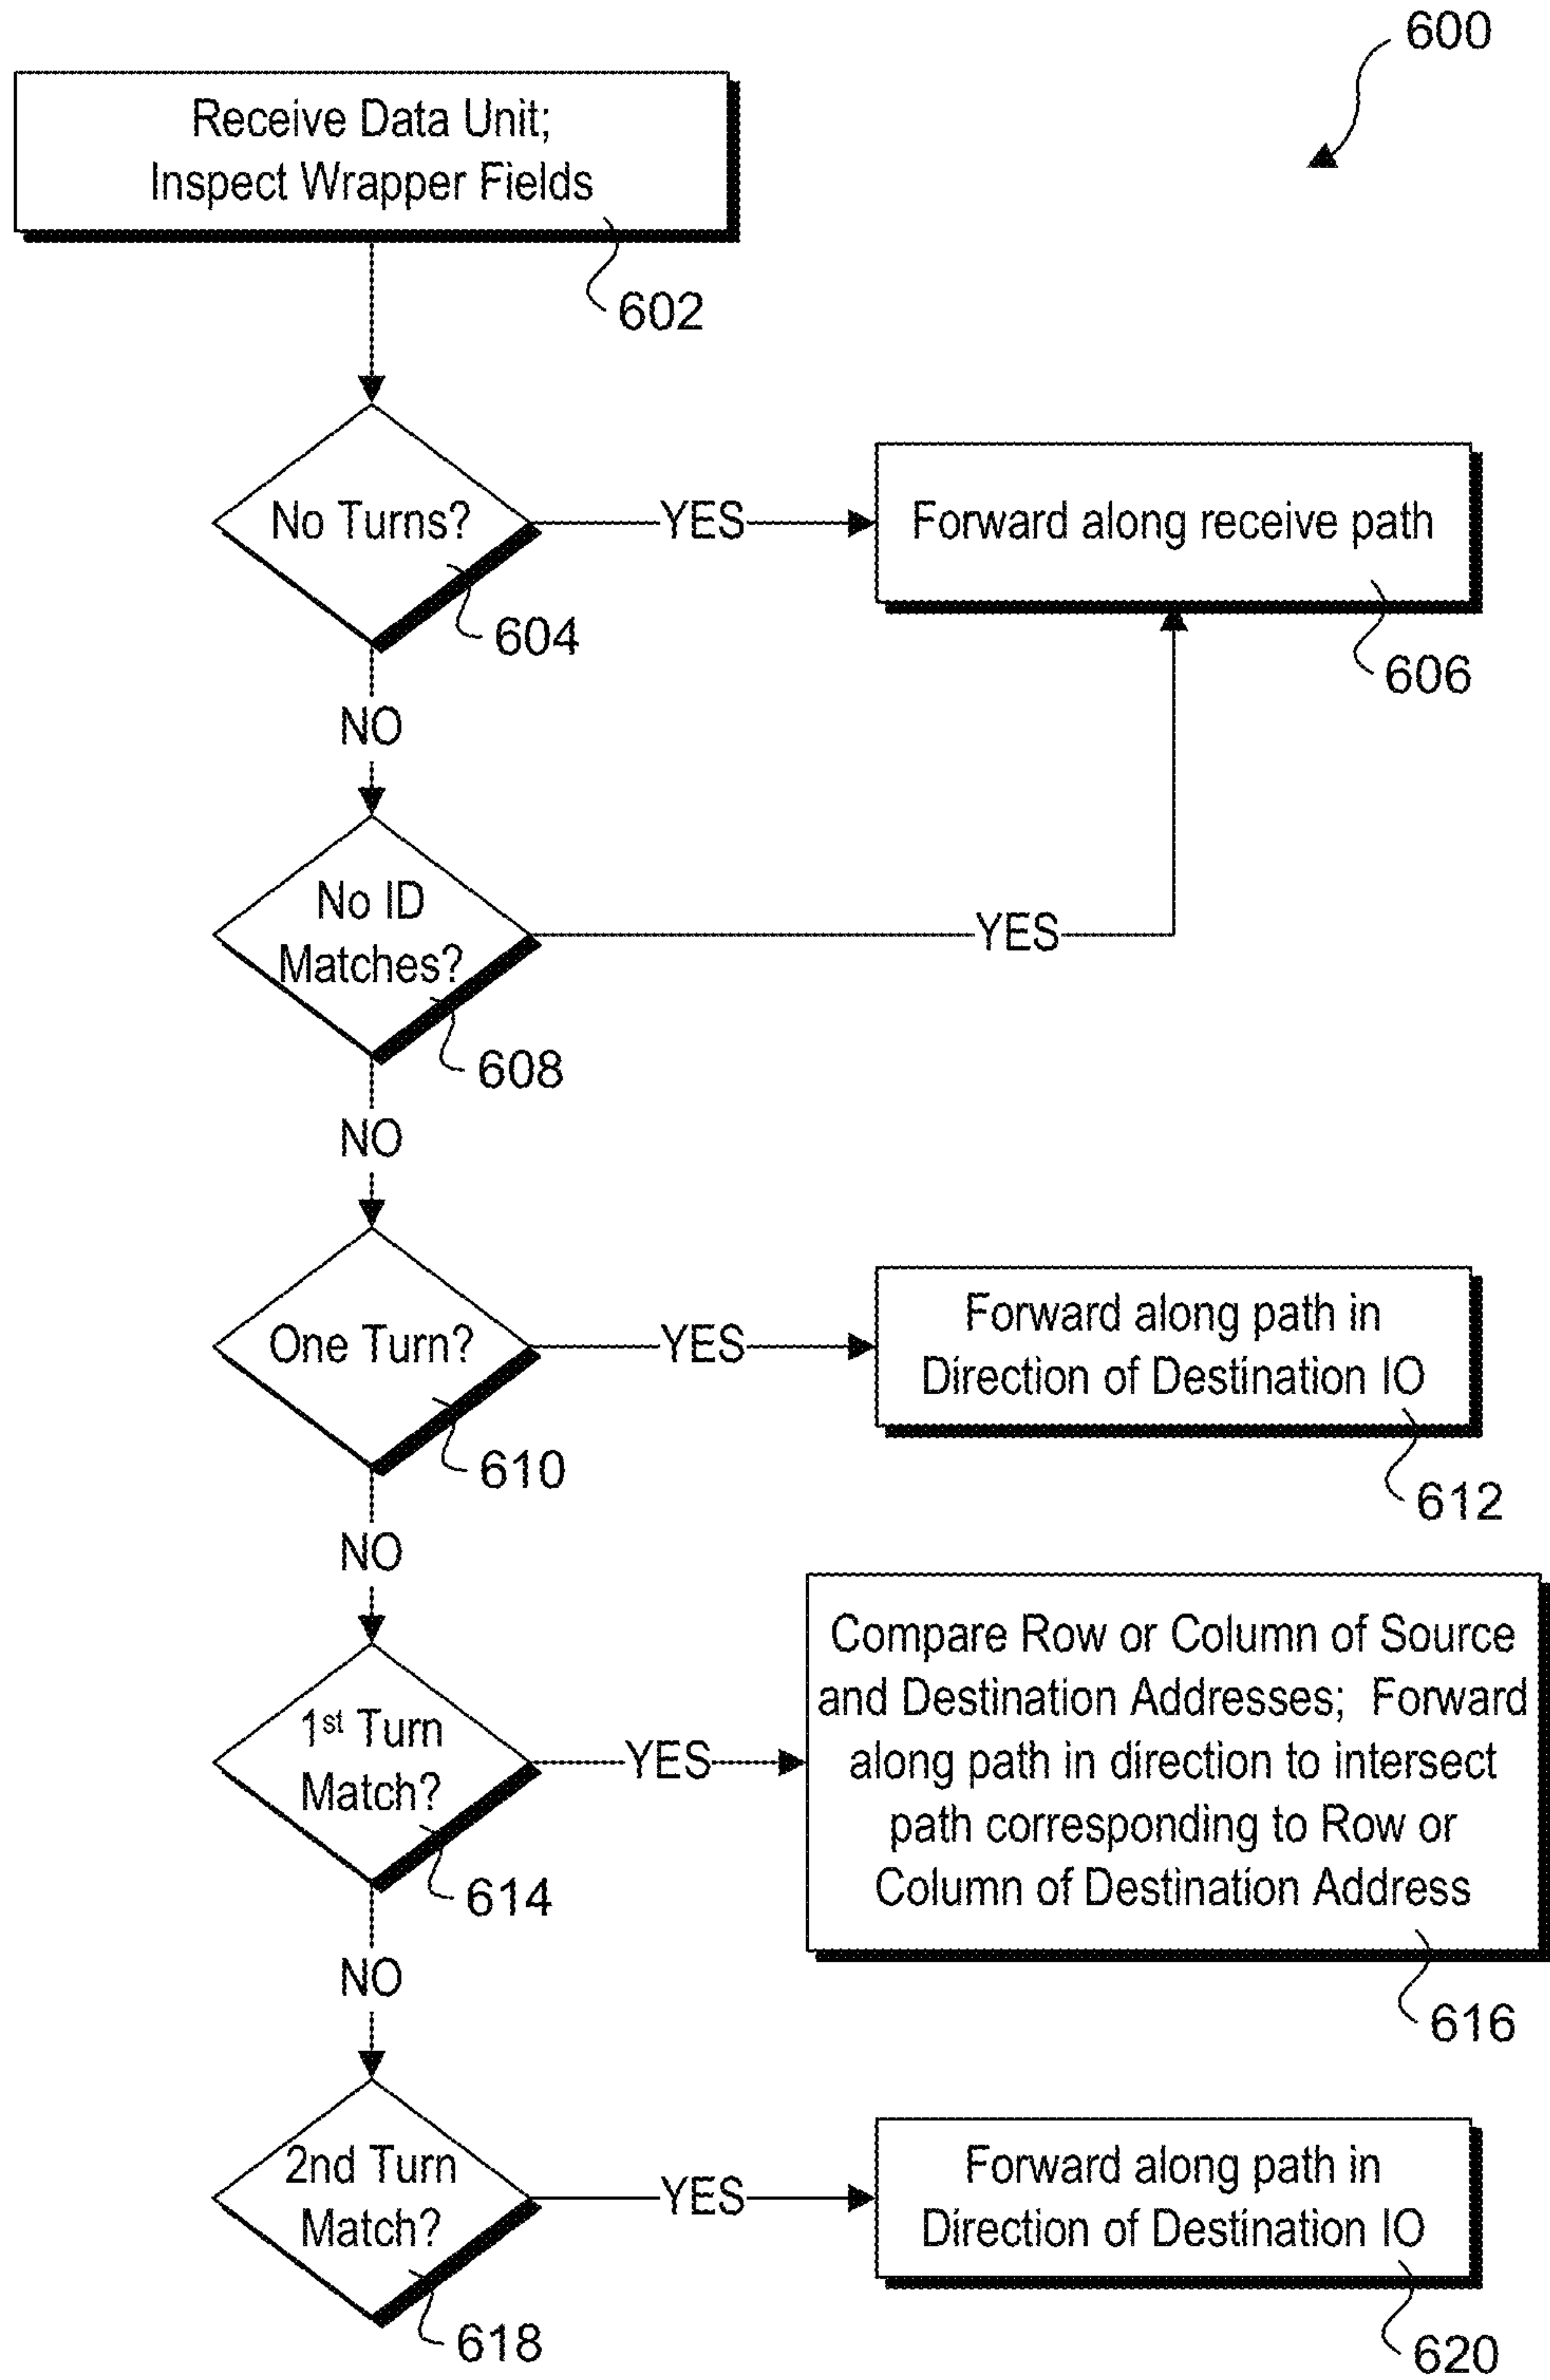 600
Receive Data Unit;
Inspect Wrapper Fields
602
No Turns?
YES
Forward along receive path
604
606
NO
No ID
Matches?
YES
608
NO
One Turn?
YES
Forward along path in
Direction of Destination IO
610
612
NO
1st Turn
Match?
YES
Compare Row or Column of Source
and Destination Addresses; Forward
along path in direction to intersect
path corresponding to Row or
Column of Destination Address
614
616
NO
2nd Turn
Match?
YES
Forward along path in
Direction of Destination IO
618
620